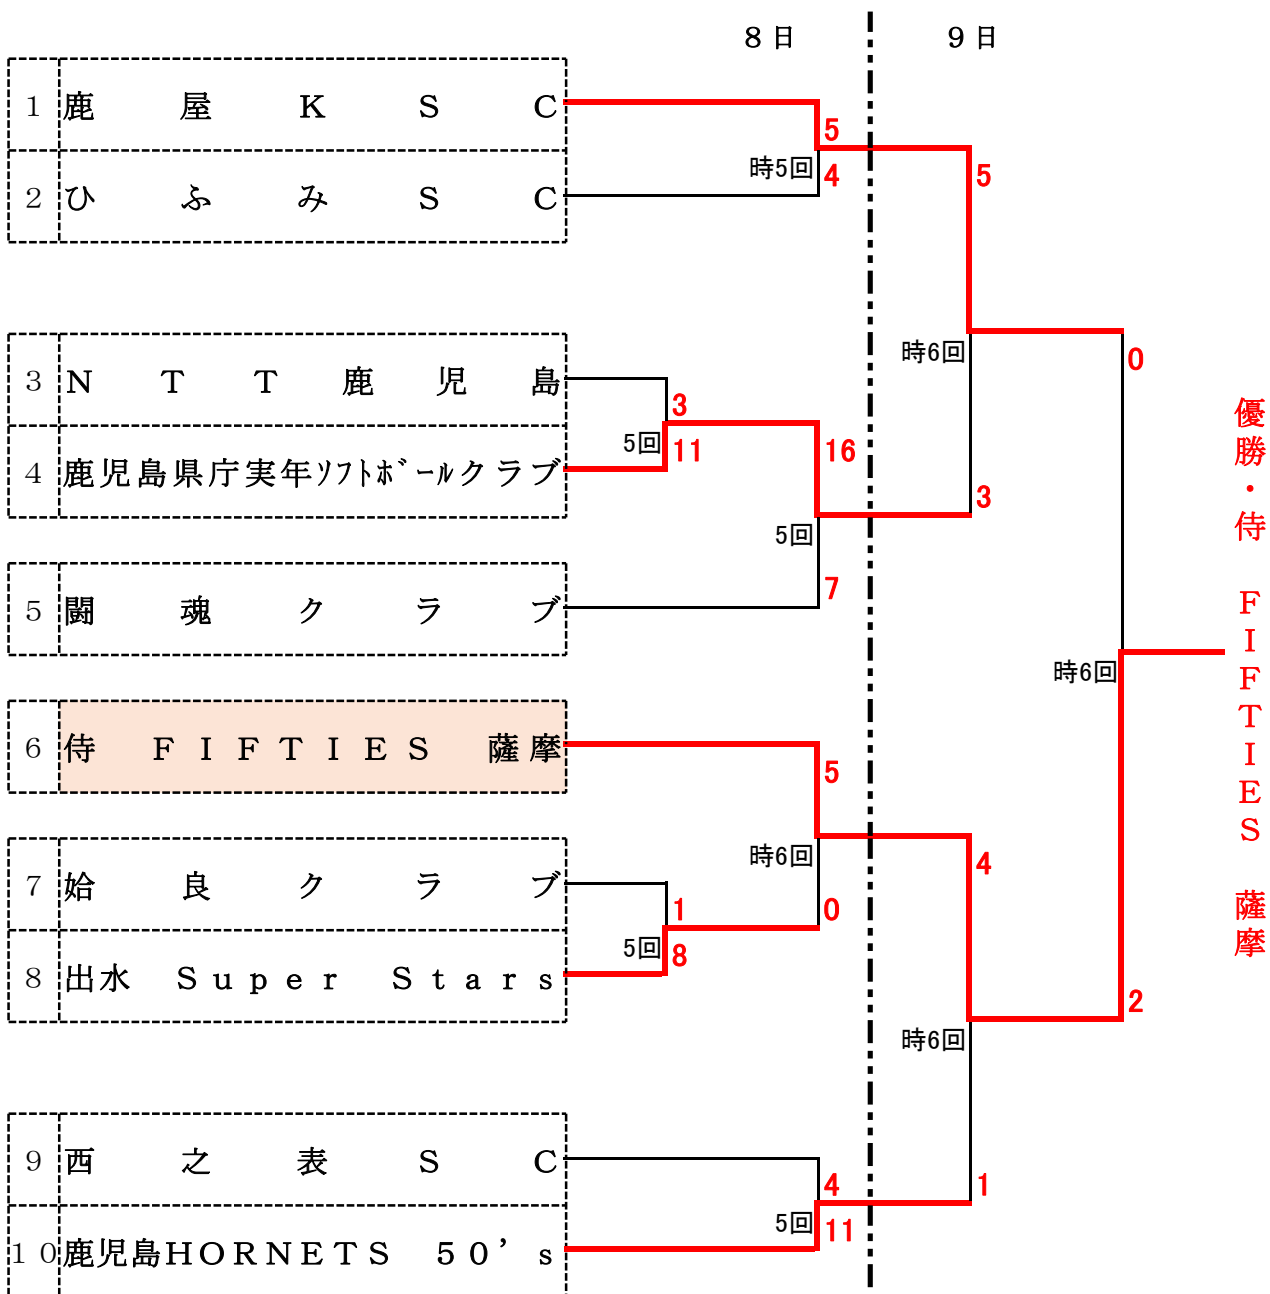 ８日 ９日
1 鹿屋ＫＳＣ
5
時5回 4
2 ひふみＳＣ
5
3 ＮＴＴ鹿児島
時6回
0
3
5回 11
16
4 鹿児島県庁実年ｿﾌﾄﾎﾞｰﾙクラブ
3
5回
5 闘魂クラブ
7
時6回
6 侍 ＦＩＦＴＩＥＳ 薩摩
5
時6回
4
7 姶良クラブ
1
0
5回 8
8 出水 Ｓｕｐｅｒ Ｓｔａｒｓ
2
時6回
9 西之表ＳＣ
4
1
5回 11
10 鹿児島ＨＯＲＮＥＴＳ ５０’ｓ
優勝・侍 ＦＩＦＴＩＥＳ 薩摩